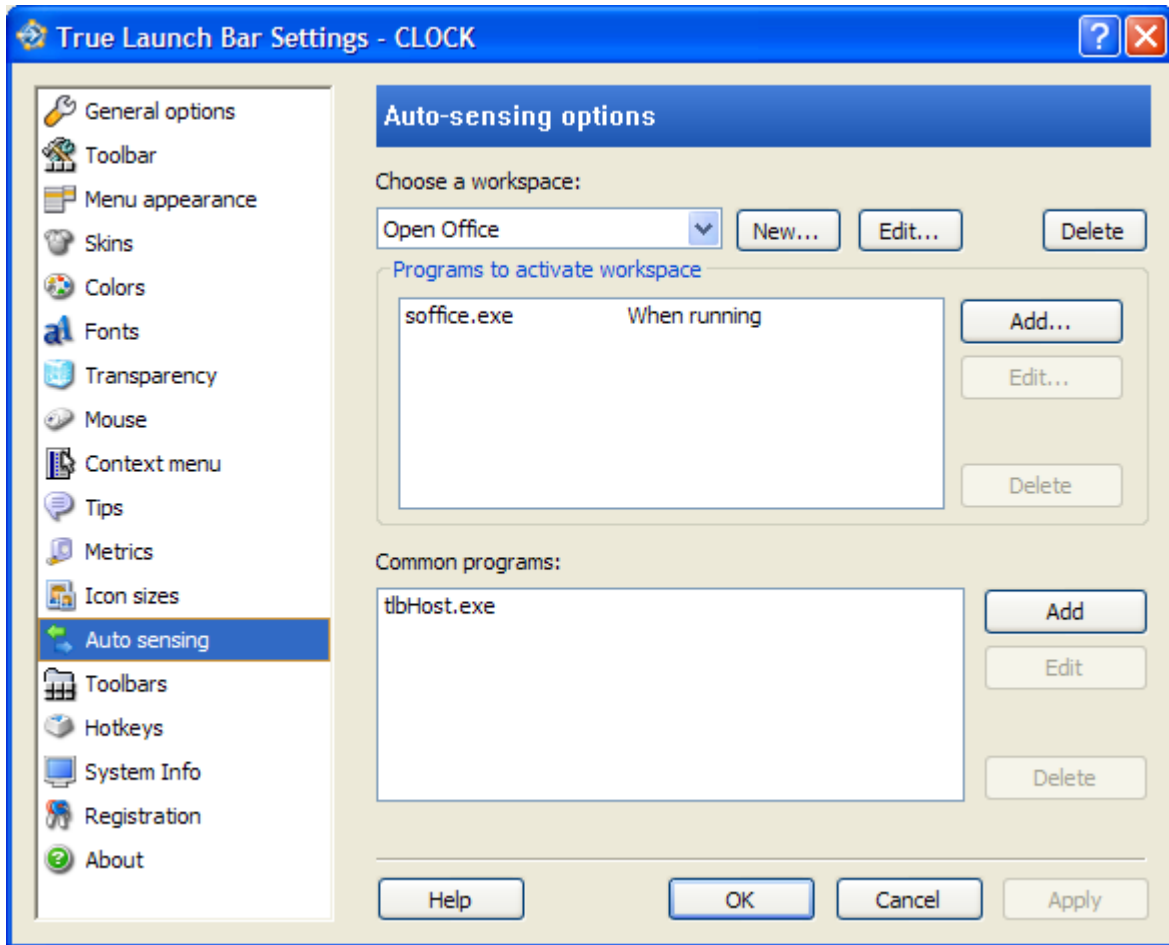 True Launch Bar Settings - CLOCK
General options
Toolbar
Menu appearance
Skins
Colors
Fonts
Transparency
Mouse
Context menu
Tips
Metrics
Icon sizes
Auto sensing
Toolbars
Hotkeys
System Info
Registration
About
Auto-sensing options
Choose a workspace:
Open Office New... Edit... Delete
Programs to activate workspace
soffice.exe When running
Add...
Edit...
Delete
Common programs:
tlbHost.exe
Add
Edit
Delete
Help OK Cancel Apply